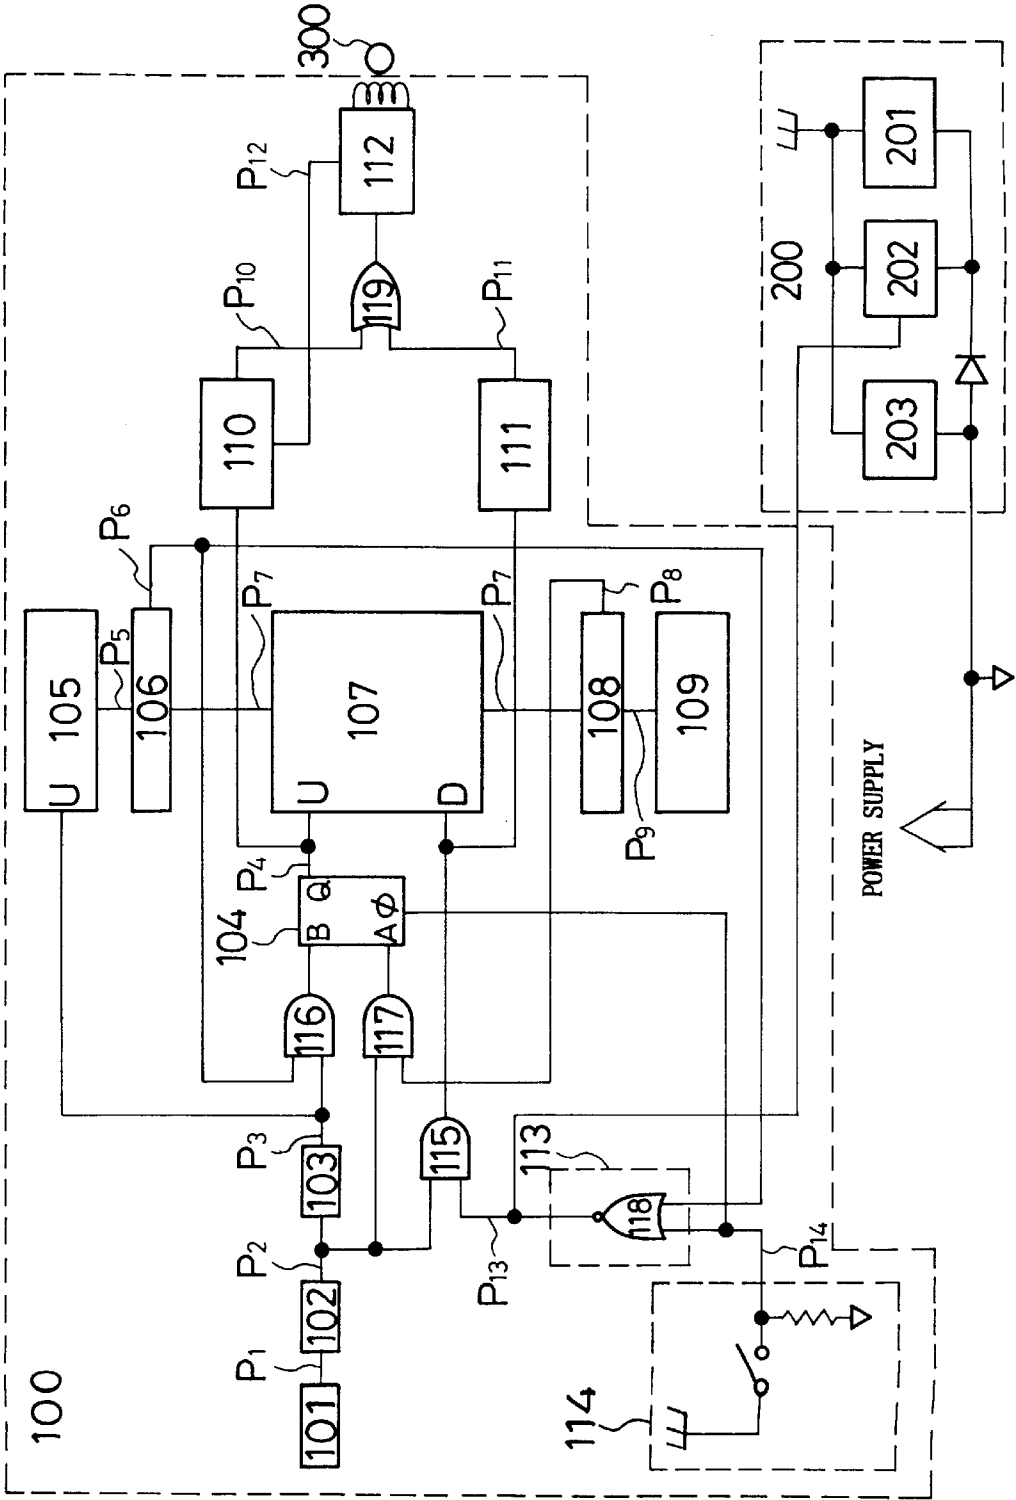 100
101
P1
102
P2
103
P3
U
105
P5
106
P6
116
117
115
104
B
Q
A
Φ
P4
U
D
107
P7
P7
108
P8
P9
109
110
111
P10
P11
119
P12
112
300
113
118
P13
P14
114
200
201
202
203
POWER SUPPLY